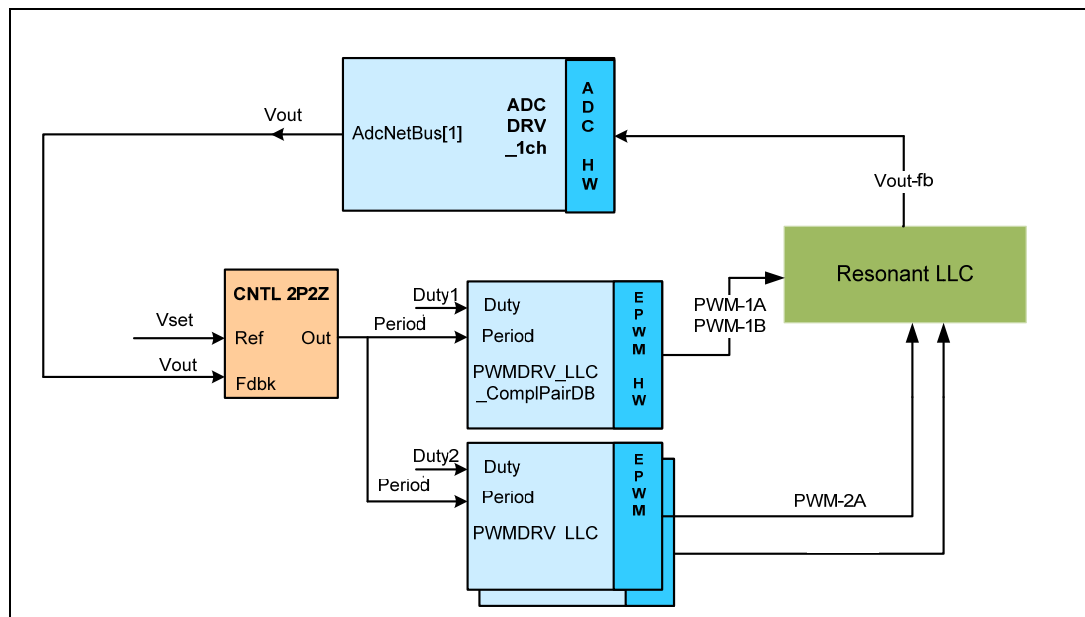 Vout
AdcNetBus[1]
ADC
DRV
_1ch
A
D
C
H
W
Vout-fb
Resonant LLC
CNTL 2P2Z
Vset
Ref
Out
Vout
Fdbk
Period
Duty1
Duty
Period
PWMDRV_LLC
_ComplPairDB
E
P
W
M
H
W
PWM-1A
PWM-1B
Duty2
Duty
Period
Period
PWMDRV LLC
E
P
W
M
PWM-2A